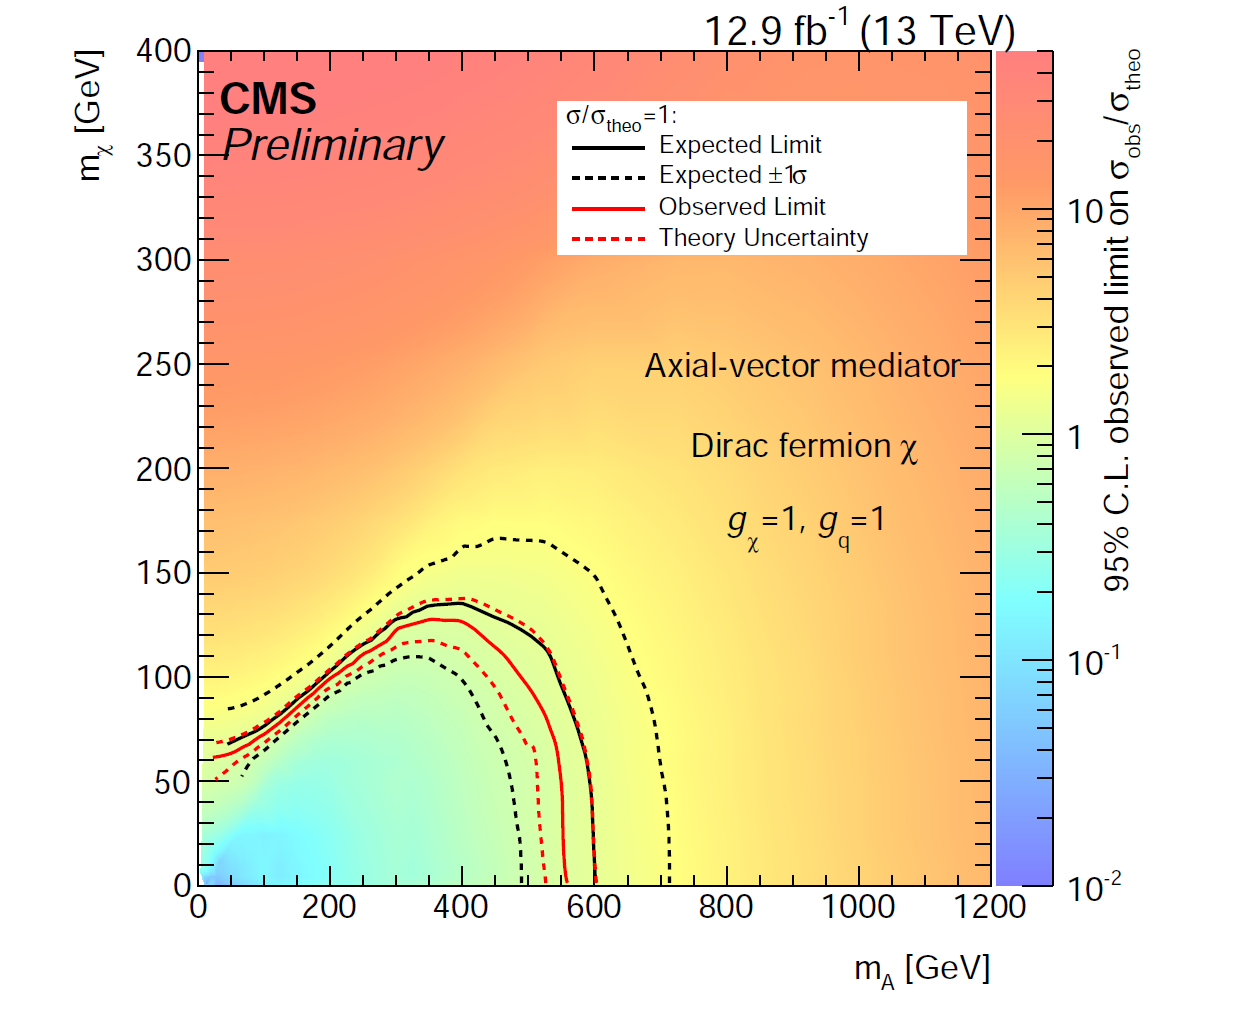 12.9 fb-1 (13 TeV)
CMS
Preliminary
σ/σtheo=1:
Expected Limit
Expected ±1σ
Observed Limit
Theory Uncertainty
Axial-vector mediator
Dirac fermion χ
gχ=1, gq=1
mχ [GeV]
400
350
300
250
200
150
100
50
0
0 200 400 600 800 1000 1200
mA [GeV]
10
1
10-1
10-2
95% C.L. observed limit on σobs/σtheo